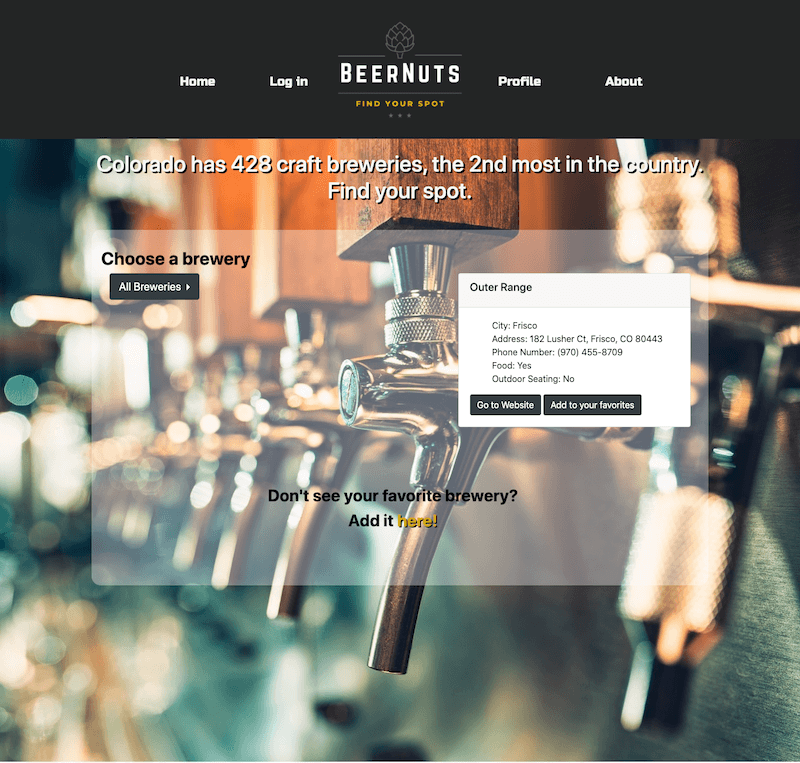 Home
Log in
BEERNUTS
FIND YOUR SPOT
Profile
About
Colorado has 428 craft breweries, the 2nd most in the country.
Find your spot.
Choose a brewery
All Breweries
Outer Range
City: Frisco
Address: 182 Lusher Ct, Frisco, CO 80443
Phone Number: (970) 455-8709
Food: Yes
Outdoor Seating: No
Go to Website
Add to your favorites
Don't see your favorite brewery?
Add it here!